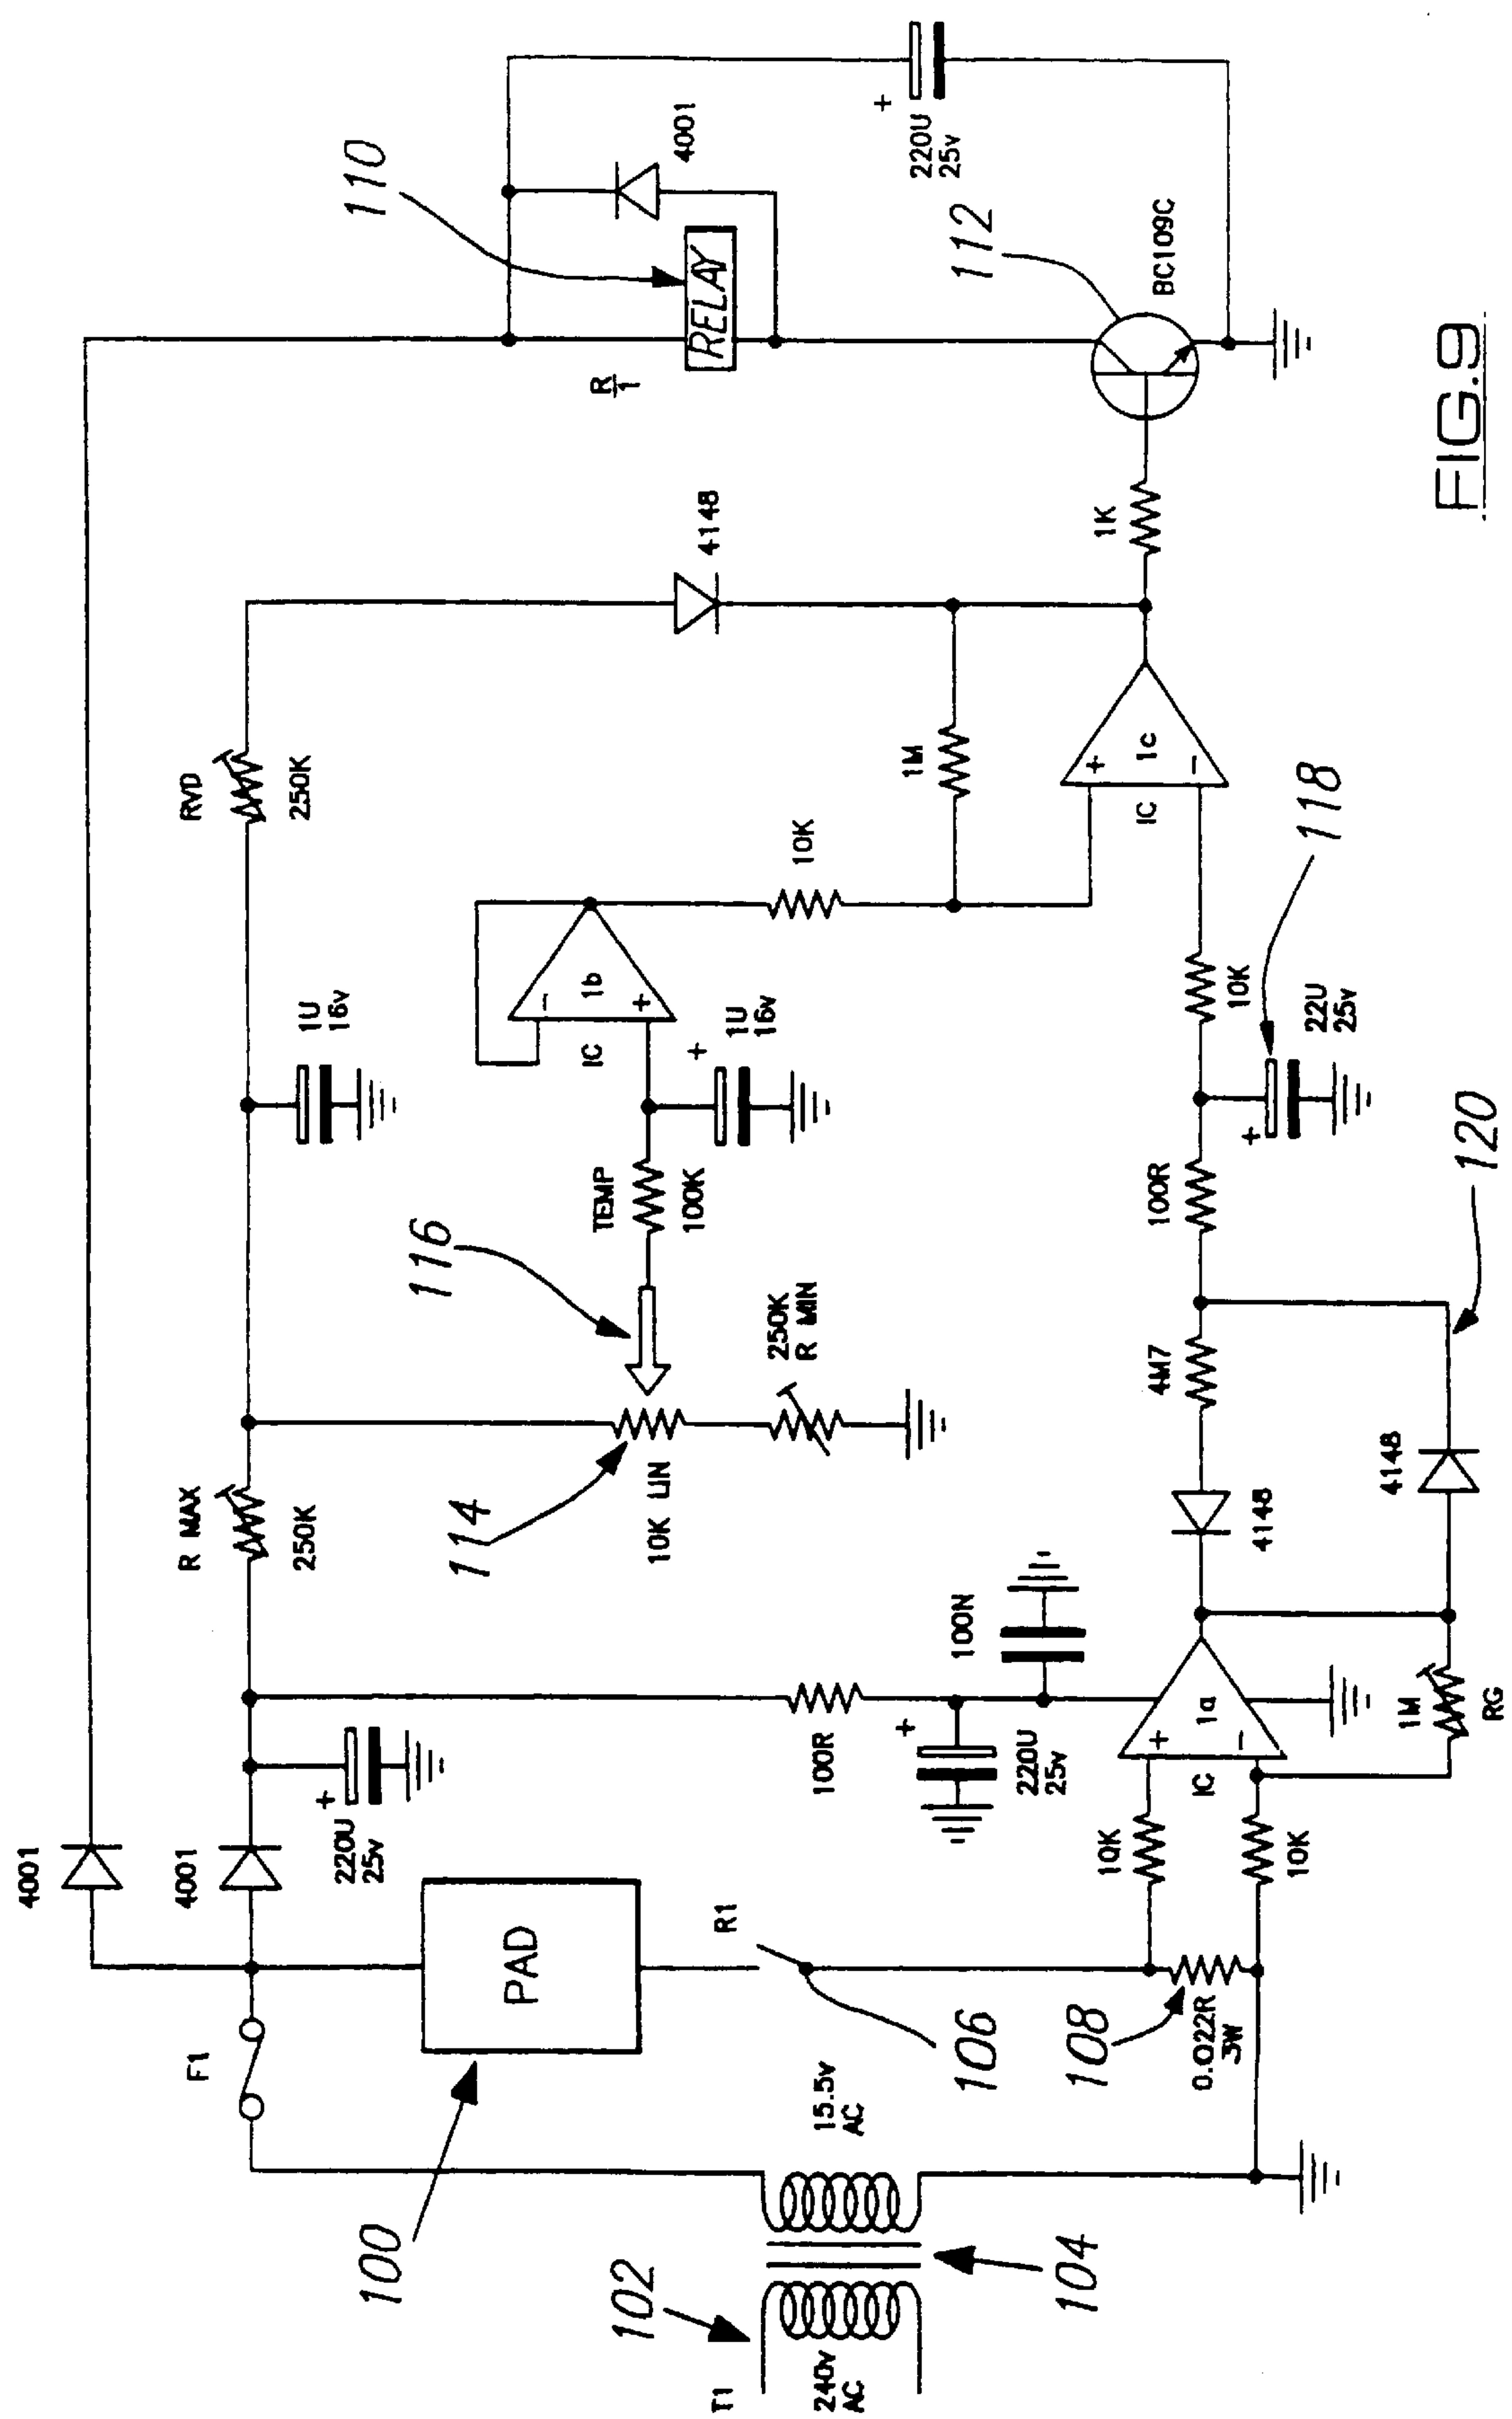 4001
4001
F1
220U
25v
+
PAD
100
102
T1
240v
AC
104
15.5v
AC
R1
106
108
0.022R
3W
10K
10K
IC
1a
+
-
100R
220U
25v
+
100N
1M
RG
4148
4148
4M7
100R
120
R MAX
250K
114
10K LIN
116
250K
R MIN
TEMP
100K
1U
16v
1U
16v
+
IC
1b
-
+
10K
22U
25v
+
118
10K
RVD
250K
1M
IC
1c
+
-
4148
1K
110
R
1
RELAY
4001
112
BC109C
220U
25v
+
FIG.9